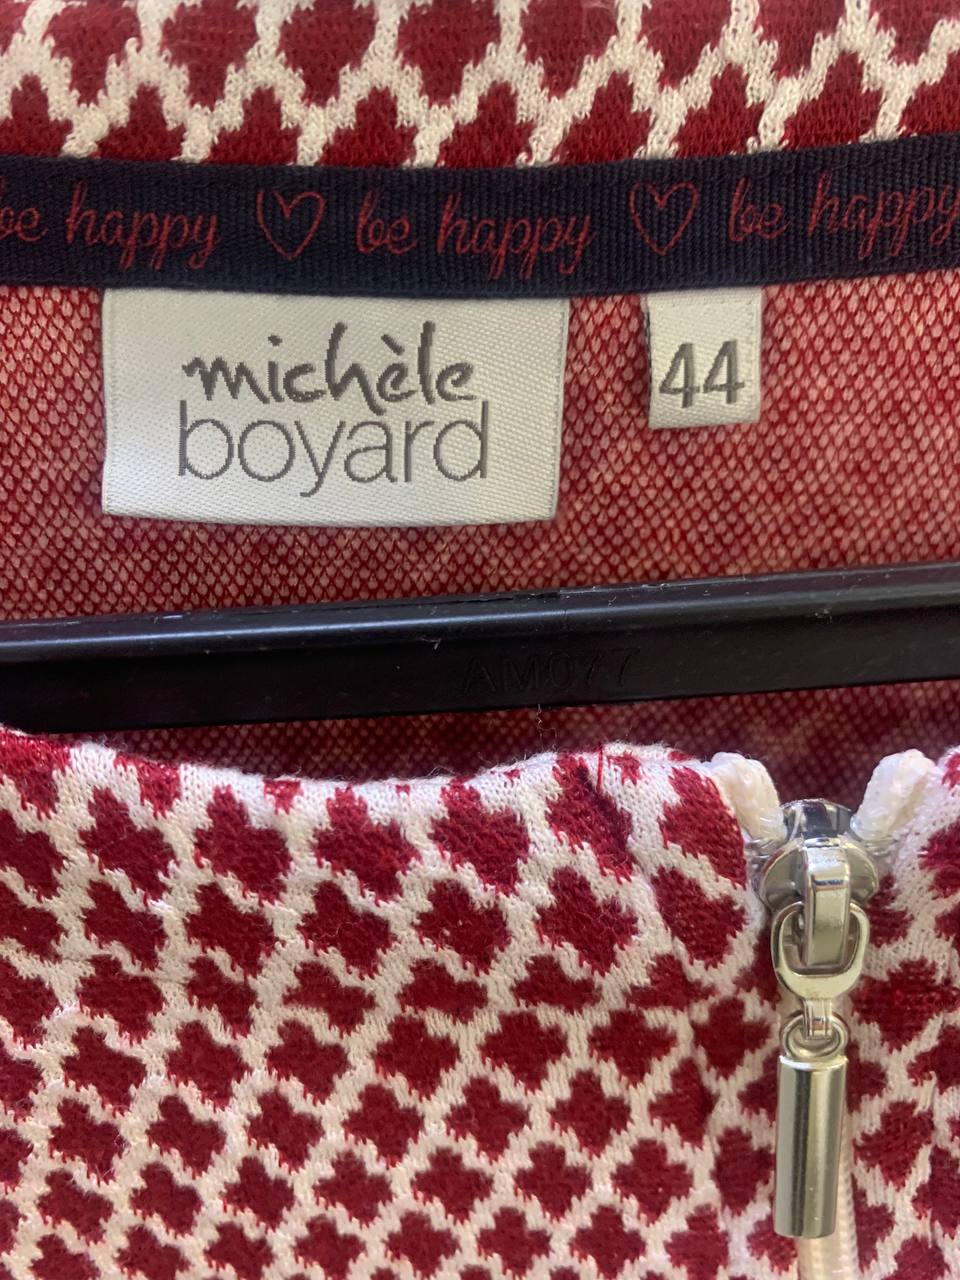 be happy ♡ be happy ♡ be happy
michèle
boyard
44
AM077